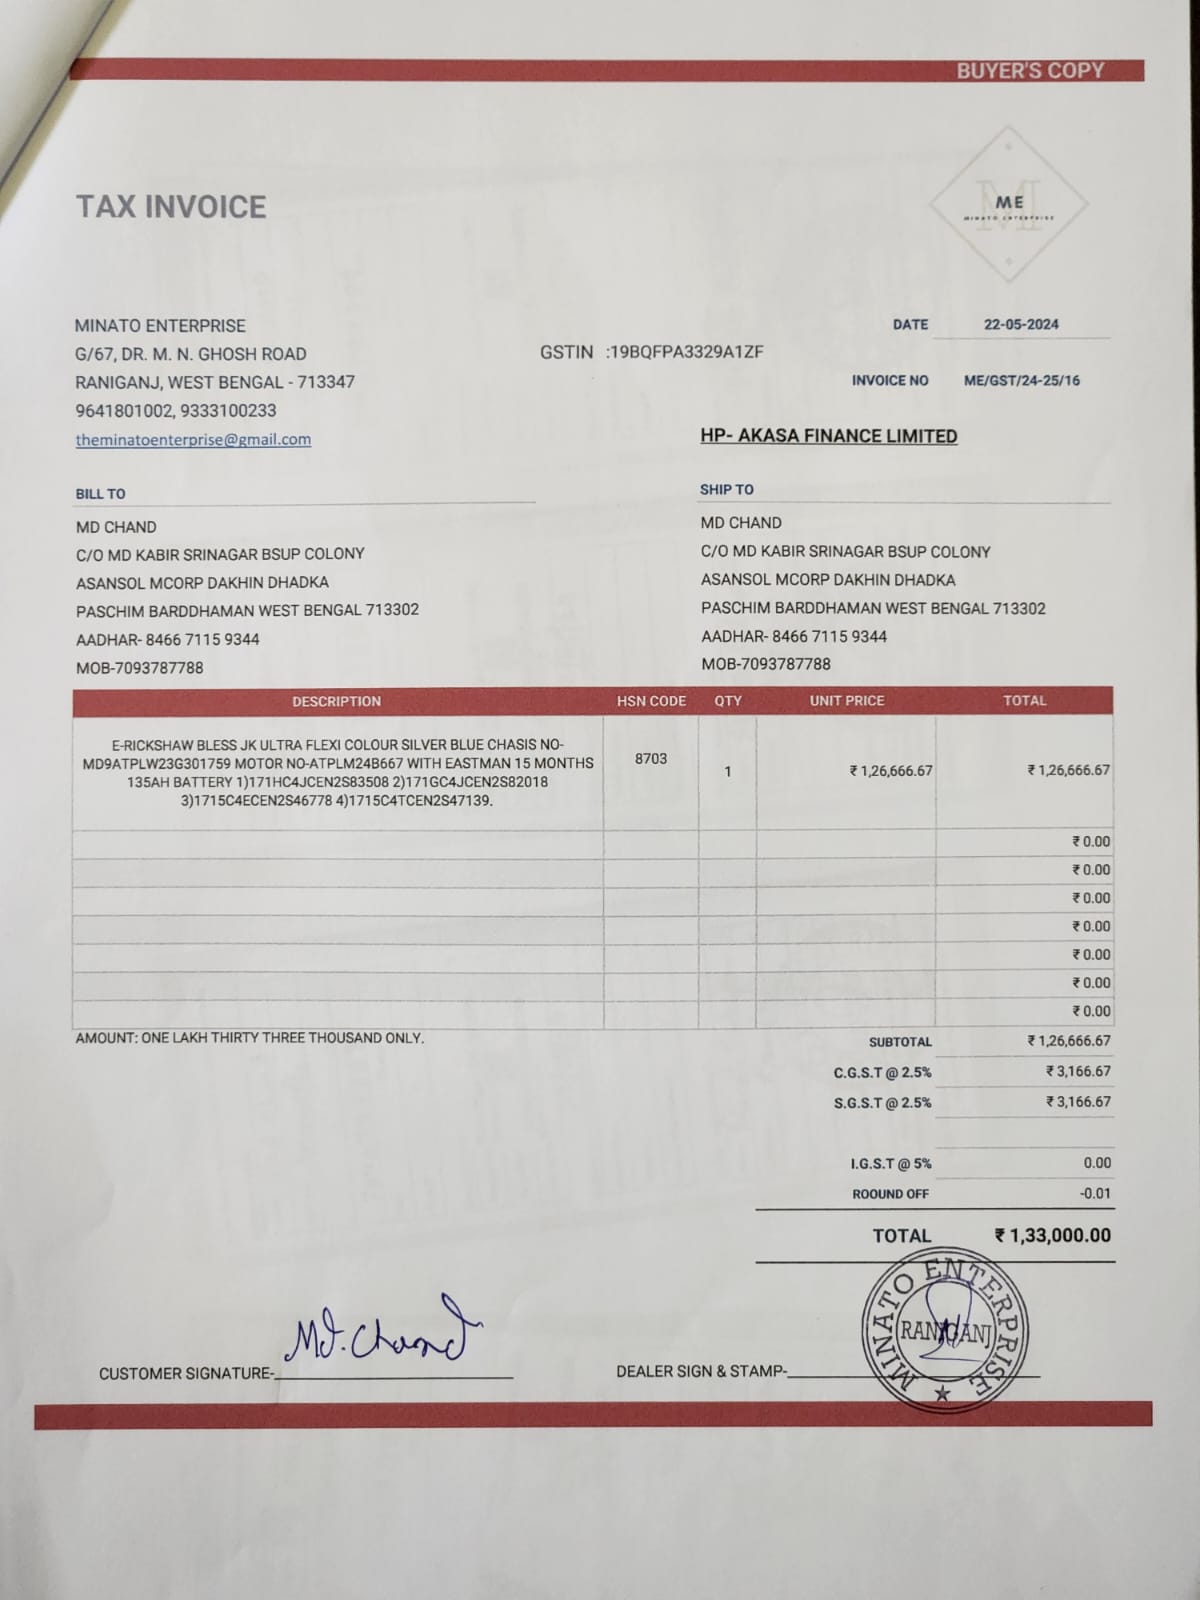 BUYER'S COPY
TAX INVOICE
ME
MINATO ENTERPRISE
MINATO ENTERPRISE
G/67, DR. M. N. GHOSH ROAD
RANIGANJ, WEST BENGAL - 713347
9641801002, 9333100233
theminatoenterprise@gmail.com
GSTIN :19BQFPA3329A1ZF
DATE 22-05-2024
INVOICE NO ME/GST/24-25/16
HP- AKASA FINANCE LIMITED
BILL TO
MD CHAND
C/O MD KABIR SRINAGAR BSUP COLONY
ASANSOL MCORP DAKHIN DHADKA
PASCHIM BARDDHAMAN WEST BENGAL 713302
AADHAR- 8466 7115 9344
MOB-7093787788
SHIP TO
MD CHAND
C/O MD KABIR SRINAGAR BSUP COLONY
ASANSOL MCORP DAKHIN DHADKA
PASCHIM BARDDHAMAN WEST BENGAL 713302
AADHAR- 8466 7115 9344
MOB-7093787788
DESCRIPTION HSN CODE QTY UNIT PRICE TOTAL
E-RICKSHAW BLESS JK ULTRA FLEXI COLOUR SILVER BLUE CHASIS NO-
MD9ATPLW23G301759 MOTOR NO-ATPLM24B667 WITH EASTMAN 15 MONTHS
135AH BATTERY 1)171HC4JCEN2S83508 2)171GC4JCEN2S82018
3)1715C4ECEN2S46778 4)1715C4TCEN2S47139.
8703 1 ₹ 1,26,666.67 ₹ 1,26,666.67
₹ 0.00
₹ 0.00
₹ 0.00
₹ 0.00
₹ 0.00
₹ 0.00
₹ 0.00
AMOUNT: ONE LAKH THIRTY THREE THOUSAND ONLY.
SUBTOTAL ₹ 1,26,666.67
C.G.S.T @ 2.5% ₹ 3,166.67
S.G.S.T @ 2.5% ₹ 3,166.67
I.G.S.T @ 5% 0.00
ROOUND OFF -0.01
TOTAL ₹ 1,33,000.00
CUSTOMER SIGNATURE- Md. Chand
DEALER SIGN & STAMP-
MINATO ENTERPRISE
RANIGANJ